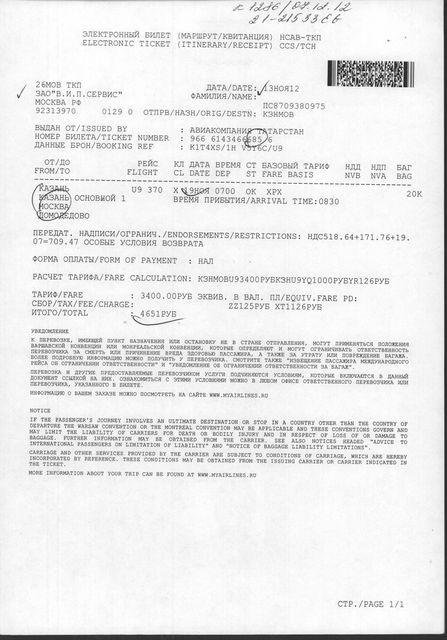 к 1286/07.12.12
21-21553 ЕС
ЭЛЕКТРОННЫЙ БИЛЕТ (МАРШРУТ/КВИТАНЦИЯ) НСАВ-ТКП
ELECTRONIC TICKET (ITINERARY/RECEIPT) CCS/TCH
26МОВ ТКП ДАТА/DATE: 13НОЯ12
ЗАО"В.И.П.СЕРВИС" ФАМИЛИЯ/NAME:
МОСКВА РФ ПС8709380975
92313970 0129 0 ОТПРВ/НАЗН/ORIG/DESTN: КЗНМОВ
ВЫДАН ОТ/ISSUED BY : АВИАКОМПАНИЯ ТАТАРСТАН
НОМЕР БИЛЕТА/TICKET NUMBER : 966 6143466685 6
ДАННЫЕ БРОН/BOOKING REF : К1Т4XS/1H V5T6C/U9
ОТ/ДО РЕЙС КЛ ДАТА ВРЕМЯ СТ БАЗОВЫЙ ТАРИФ НДД НДП БАГ
FROM/TO FLIGHT CL DATE DEP ST FARE BASIS NVB NVA BAG
КАЗАНЬ U9 370 X 19НОЯ 0700 OK XPX 20K
КАЗАНЬ ОСНОВНОЙ 1 ВРЕМЯ ПРИБЫТИЯ/ARRIVAL TIME:0830
МОСКВА
ДОМОДЕДОВО
ПЕРЕДАТ. НАДПИСИ/ОГРАНИЧ./ENDORSEMENTS/RESTRICTIONS: НДС518.64+171.76+19.
07=709.47 ОСОБЫЕ УСЛОВИЯ ВОЗВРАТА
ФОРМА ОПЛАТЫ/FORM OF PAYMENT : НАЛ
РАСЧЕТ ТАРИФА/FARE CALCULATION: КЗНМОВU93400РУБКЗНU9YQ1000РУБYR126РУБ
ТАРИФ/FARE : 3400.00РУБ ЭКВИВ. В ВАЛ. ПЛ/EQUIV.FARE PD:
СБОР/TAX/FEE/CHARGE: ZZ125РУБ XT1126РУБ
ИТОГО/TOTAL : 4651РУБ
УВЕДОМЛЕНИЕ
К ПЕРЕВОЗКЕ, ИМЕЮЩЕЙ ПУНКТ НАЗНАЧЕНИЯ ИЛИ ОСТАНОВКУ НЕ В СТРАНЕ ОТПРАВЛЕНИЯ, МОГУТ ПРИМЕНЯТЬСЯ ПОЛОЖЕНИЯ
ВАРШАВСКОЙ КОНВЕНЦИИ ИЛИ МОНРЕАЛЬСКОЙ КОНВЕНЦИИ, КОТОРЫЕ ОПРЕДЕЛЯЮТ И МОГУТ ОГРАНИЧИВАТЬ ОТВЕТСТВЕННОСТЬ
ПЕРЕВОЗЧИКА ЗА СМЕРТЬ ИЛИ ПРИЧИНЕНИЕ ВРЕДА ЗДОРОВЬЮ ПАССАЖИРА, А ТАКЖЕ ЗА УТРАТУ ИЛИ ПОВРЕЖДЕНИЕ БАГАЖА.
БОЛЕЕ ПОДРОБНУЮ ИНФОРМАЦИЮ МОЖНО ПОЛУЧИТЬ У ПЕРЕВОЗЧИКА. СМОТРИТЕ ТАКЖЕ "ИЗВЕЩЕНИЕ ПАССАЖИРА МЕЖДУНАРОДНОГО
РЕЙСА ОБ ОГРАНИЧЕНИИ ОТВЕТСТВЕННОСТИ" И "УВЕДОМЛЕНИЕ ОБ ОГРАНИЧЕНИИ ОТВЕТСТВЕННОСТИ ЗА БАГАЖ".
ПЕРЕВОЗКА И ДРУГИЕ ПРЕДОСТАВЛЯЕМЫЕ ПЕРЕВОЗЧИКОМ УСЛУГИ ПОДЧИНЯЮТСЯ УСЛОВИЯМ, КОТОРЫЕ ВКЛЮЧАЮТСЯ В ДАННЫЙ
ДОКУМЕНТ ССЫЛКОЙ НА НИХ. ОЗНАКОМИТЬСЯ С ЭТИМИ УСЛОВИЯМИ МОЖНО В ЛЮБОМ ОФИСЕ ОТВЕТСТВЕННОГО ПЕРЕВОЗЧИКА ИЛИ
ПЕРЕВОЗЧИКА, УКАЗАННОГО В БИЛЕТЕ.
ИНФОРМАЦИЮ О ВАШЕМ ЗАКАЗЕ МОЖНО ПОСМОТРЕТЬ НА САЙТЕ WWW.MYAIRLINES.RU
NOTICE
IF THE PASSENGER'S JOURNEY INVOLVES AN ULTIMATE DESTINATION OR STOP IN A COUNTRY OTHER THAN THE COUNTRY OF
DEPARTURE THE WARSAW CONVENTION OR THE MONTREAL CONVENTION MAY BE APPLICABLE AND THESE CONVENTIONS GOVERN AND
MAY LIMIT THE LIABILITY OF CARRIERS FOR DEATH OR BODILY INJURY AND IN RESPECT OF LOSS OF OR DAMAGE TO
BAGGAGE. FURTHER INFORMATION MAY BE OBTAINED FROM THE CARRIER. SEE ALSO NOTICES HEADED "ADVICE TO
INTERNATIONAL PASSENGERS ON LIMITATION OF LIABILITY" AND "NOTICE OF BAGGAGE LIABILITY LIMITATIONS".
CARRIAGE AND OTHER SERVICES PROVIDED BY THE CARRIER ARE SUBJECT TO CONDITIONS OF CARRIAGE, WHICH ARE HEREBY
INCORPORATED BY REFERENCE. THESE CONDITIONS MAY BE OBTAINED FROM THE ISSUING CARRIER OR CARRIER INDICATED IN
THE TICKET.
MORE INFORMATION ABOUT YOUR TRIP CAN BE FOUND AT WWW.MYAIRLINES.RU
СТР./PAGE 1/1